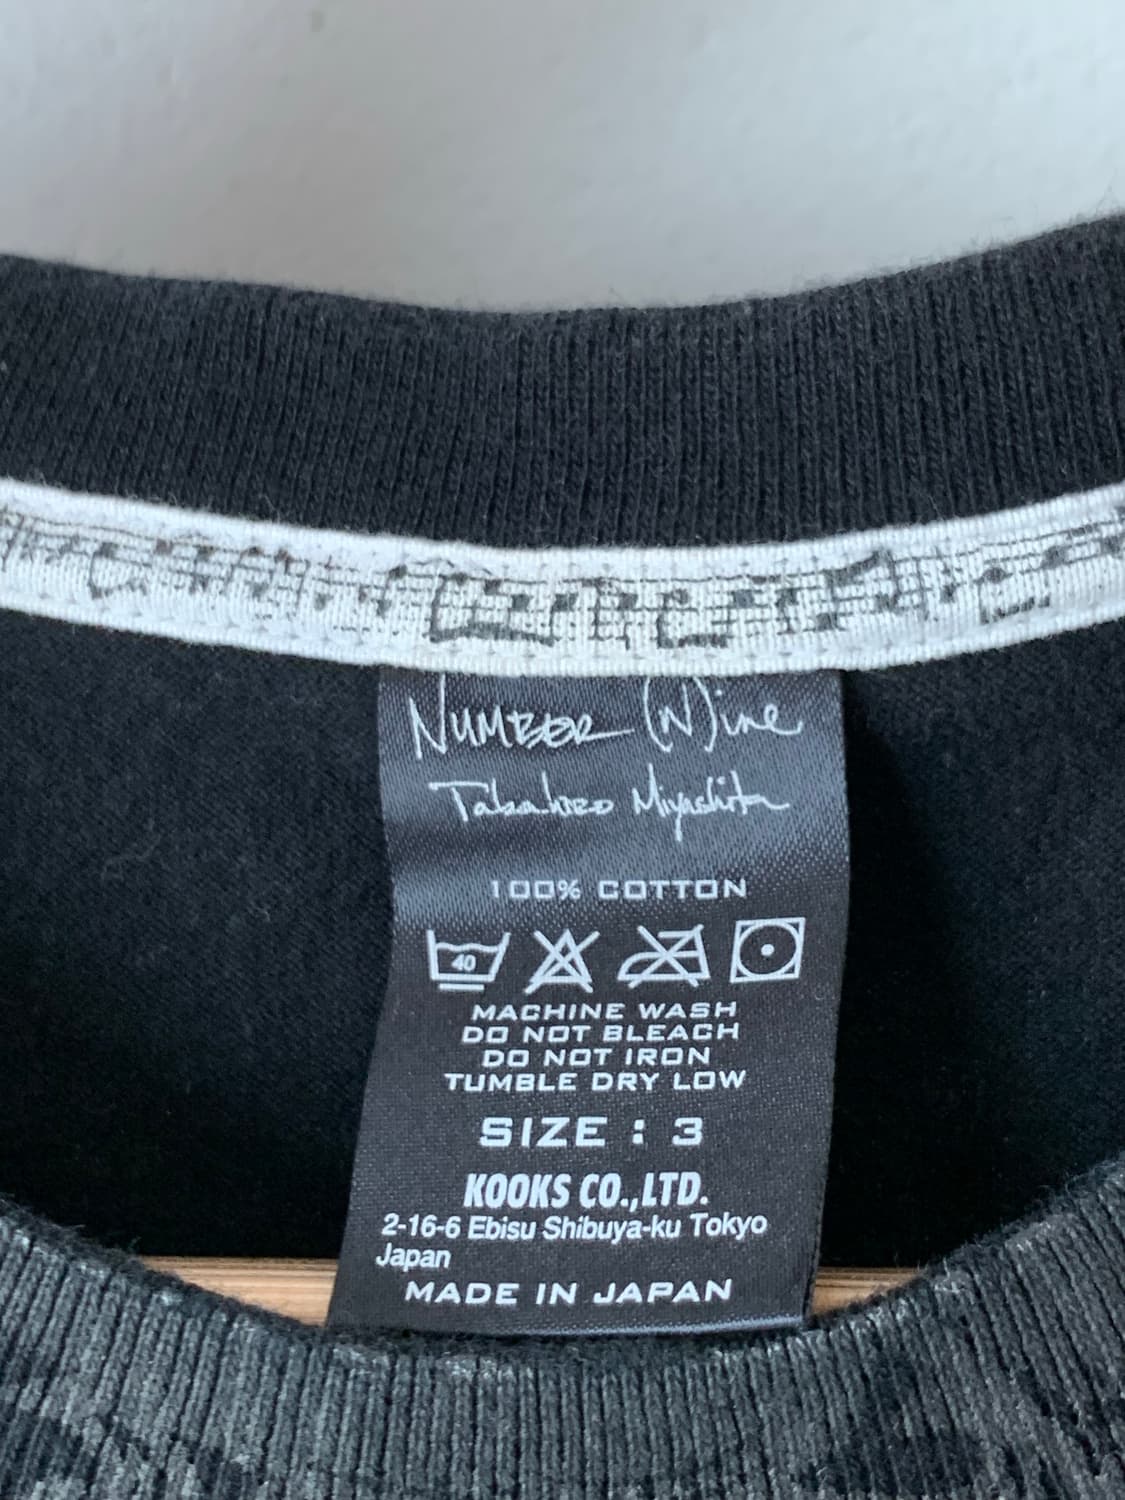 NUMBER (N)ine
Takahiro Miyashita
100% COTTON
40
MACHINE WASH
DO NOT BLEACH
DO NOT IRON
TUMBLE DRY LOW
SIZE : 3
KOOKS CO.,LTD.
2-16-6 Ebisu Shibuya-ku Tokyo
Japan
MADE IN JAPAN